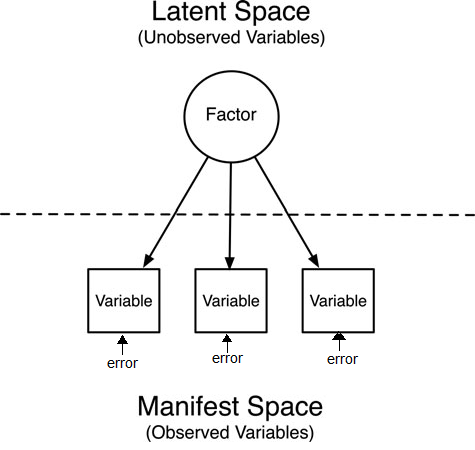 Latent Space
(Unobserved Variables)
Factor
Variable Variable Variable
error error error
Manifest Space
(Observed Variables)